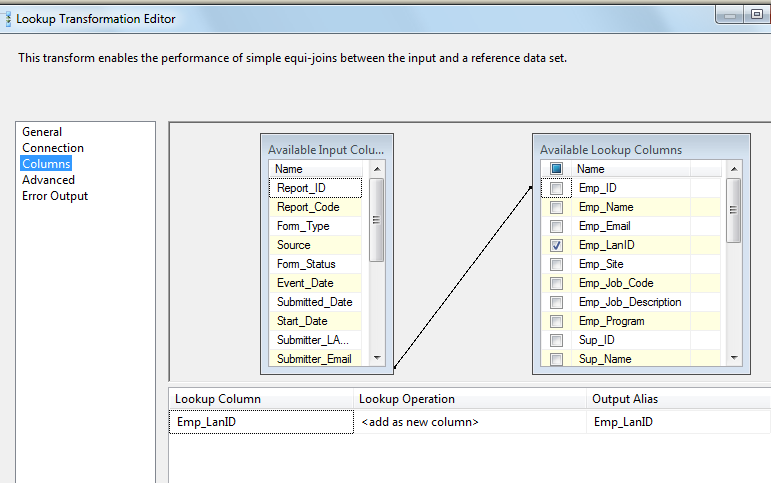 Lookup Transformation Editor
This transform enables the performance of simple equi-joins between the input and a reference data set.
General
Connection
Columns
Advanced
Error Output
Available Input Colu...
Name
Report_ID
Report_Code
Form_Type
Source
Form_Status
Event_Date
Submitted_Date
Start_Date
Submitter_LA...
Submitter_Email
Available Lookup Columns
Name
Emp_ID
Emp_Name
Emp_Email
Emp_LanID
Emp_Site
Emp_Job_Code
Emp_Job_Description
Emp_Program
Sup_ID
Sup_Name
Lookup Column Lookup Operation Output Alias
Emp_LanID <add as new column> Emp_LanID